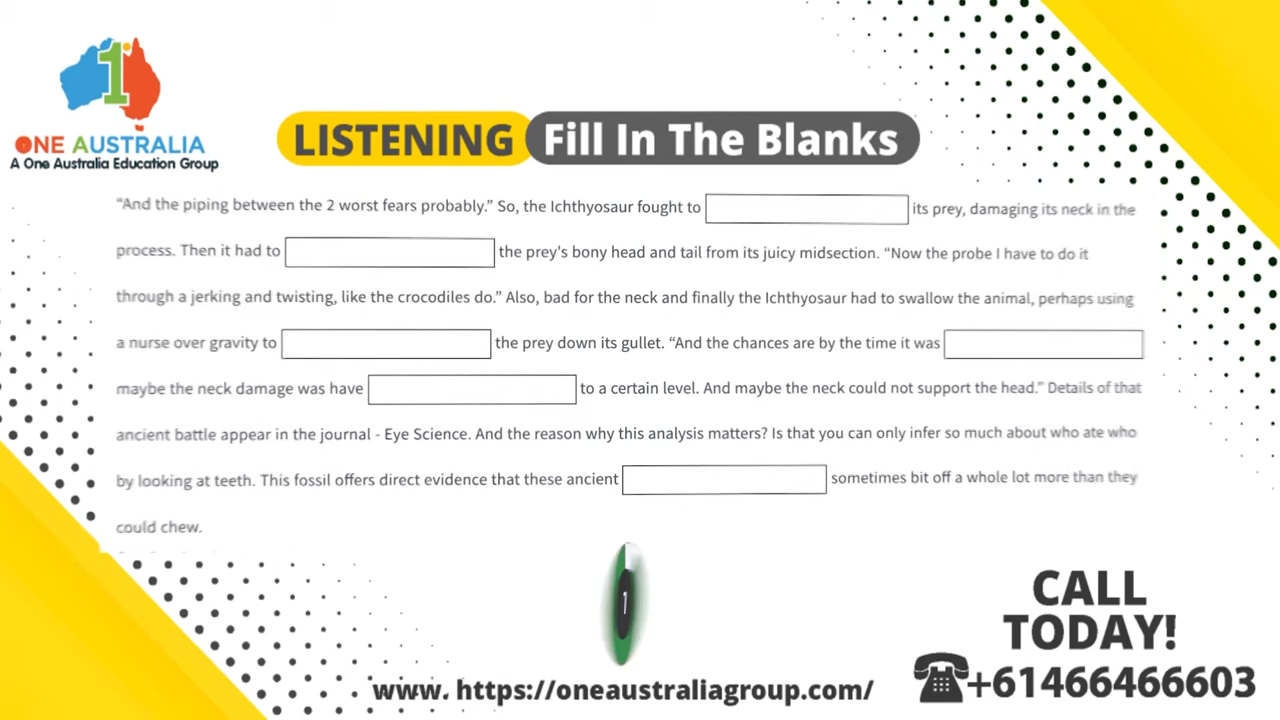 1
ONE AUSTRALIA
A One Australia Education Group
LISTENING Fill In The Blanks
“And the piping between the 2 worst fears probably.” So, the Ichthyosaur fought to its prey, damaging its neck in the
process. Then it had to the prey's bony head and tail from its juicy midsection. “Now the probe I have to do it
through a jerking and twisting, like the crocodiles do.” Also, bad for the neck and finally the Ichthyosaur had to swallow the animal, perhaps using
a nurse over gravity to the prey down its gullet. “And the chances are by the time it was
maybe the neck damage was have to a certain level. And maybe the neck could not support the head.” Details of that
ancient battle appear in the journal - Eye Science. And the reason why this analysis matters? Is that you can only infer so much about who ate who
by looking at teeth. This fossil offers direct evidence that these ancient sometimes bit off a whole lot more than they
could chew.
1
CALL
TODAY!
+61466466603
www. https://oneaustraliagroup.com/